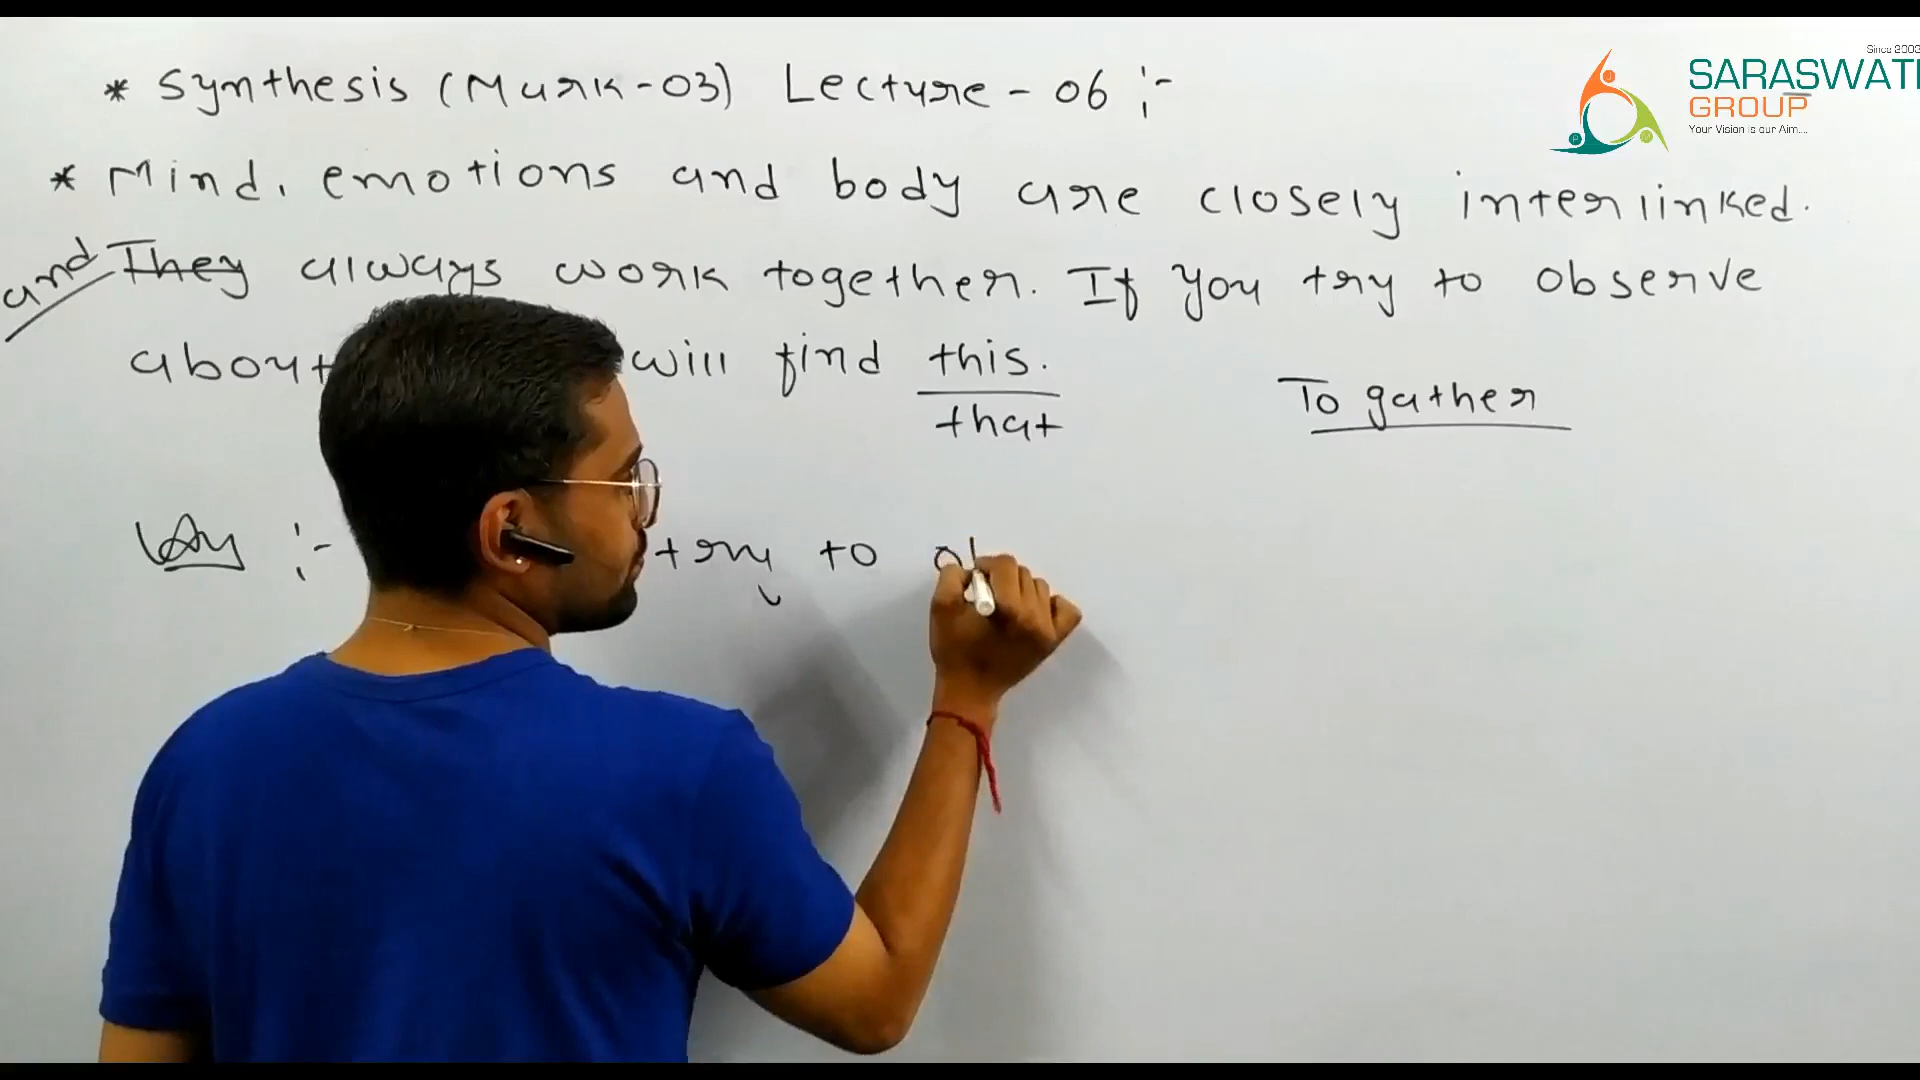 * Synthesis (Mark-03) Lecture - 06 :-
* Mind, emotions and body are closely interlinked.
and They always work together. If you try to observe
about will find this.
that
To gather
:- try to
Since 2003
SARASWATI
GROUP
Your Vision is our Aim....